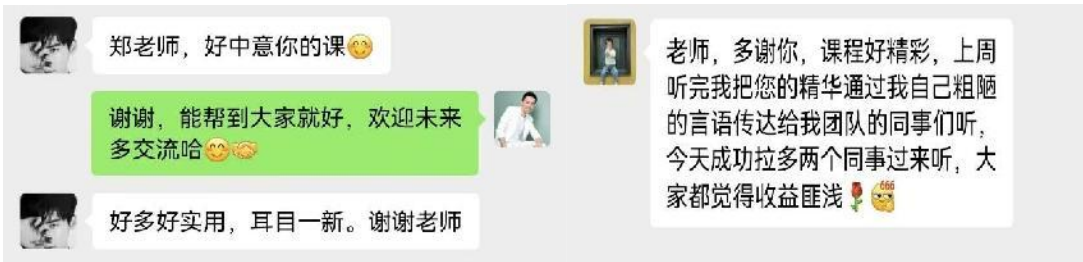 郑老师，好中意你的课😊
谢谢，能帮到大家就好，欢迎未来
多交流哈😊🤝
好多好实用，耳目一新。谢谢老师
老师，多谢你，课程好精彩，上周
听完我把您的精华通过我自己粗陋
的言语传达给我团队的同事们听，
今天成功拉多两个同事过来听，大
家都觉得收益匪浅🌹666